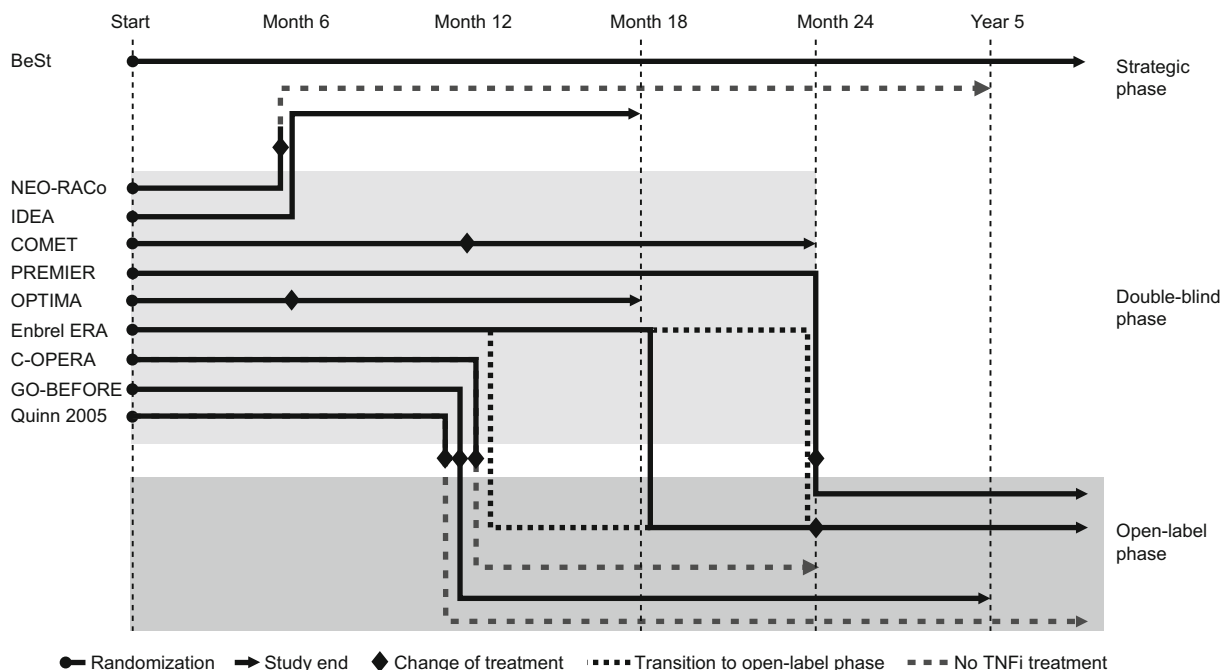 Start Month 6 Month 12 Month 18 Month 24 Year 5
BeSt
Strategic
phase
NEO-RACo
IDEA
COMET
PREMIER
OPTIMA
Enbrel ERA
C-OPERA
GO-BEFORE
Quinn 2005
Double-blind
phase
Open-label
phase
Randomization Study end Change of treatment Transition to open-label phase No TNFi treatment